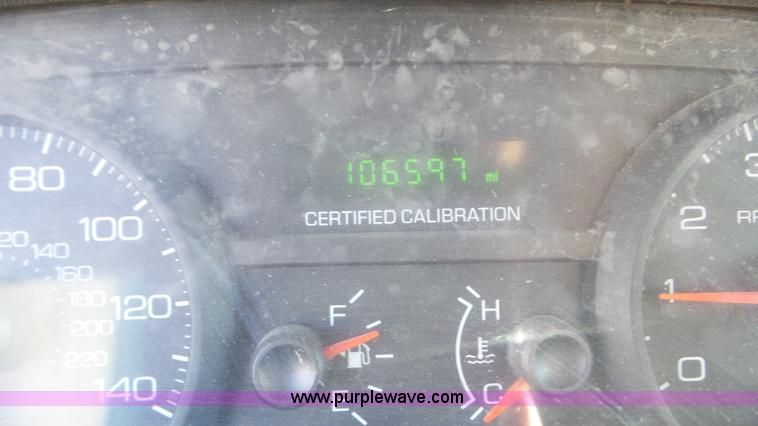 106597 mi
CERTIFIED CALIBRATION
80
100
120
140
120
140
160
180
200
220
F
E
H
C
3
2
1
0
www.purplewave.com